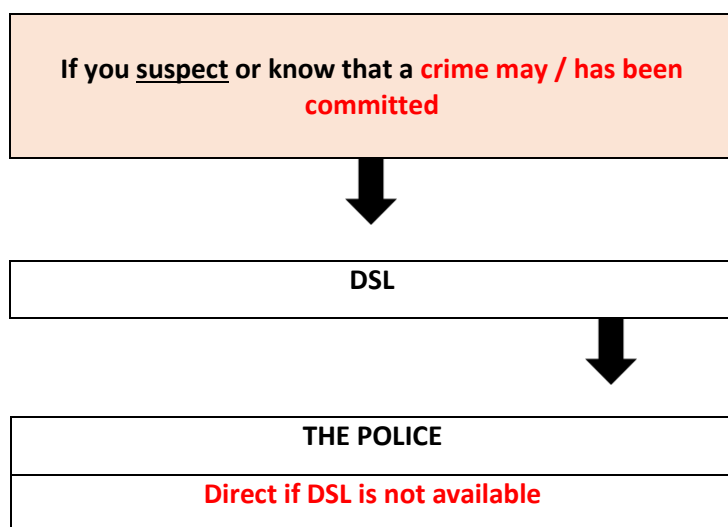 If you suspect or know that a crime may / has been
committed
DSL
THE POLICE
Direct if DSL is not available